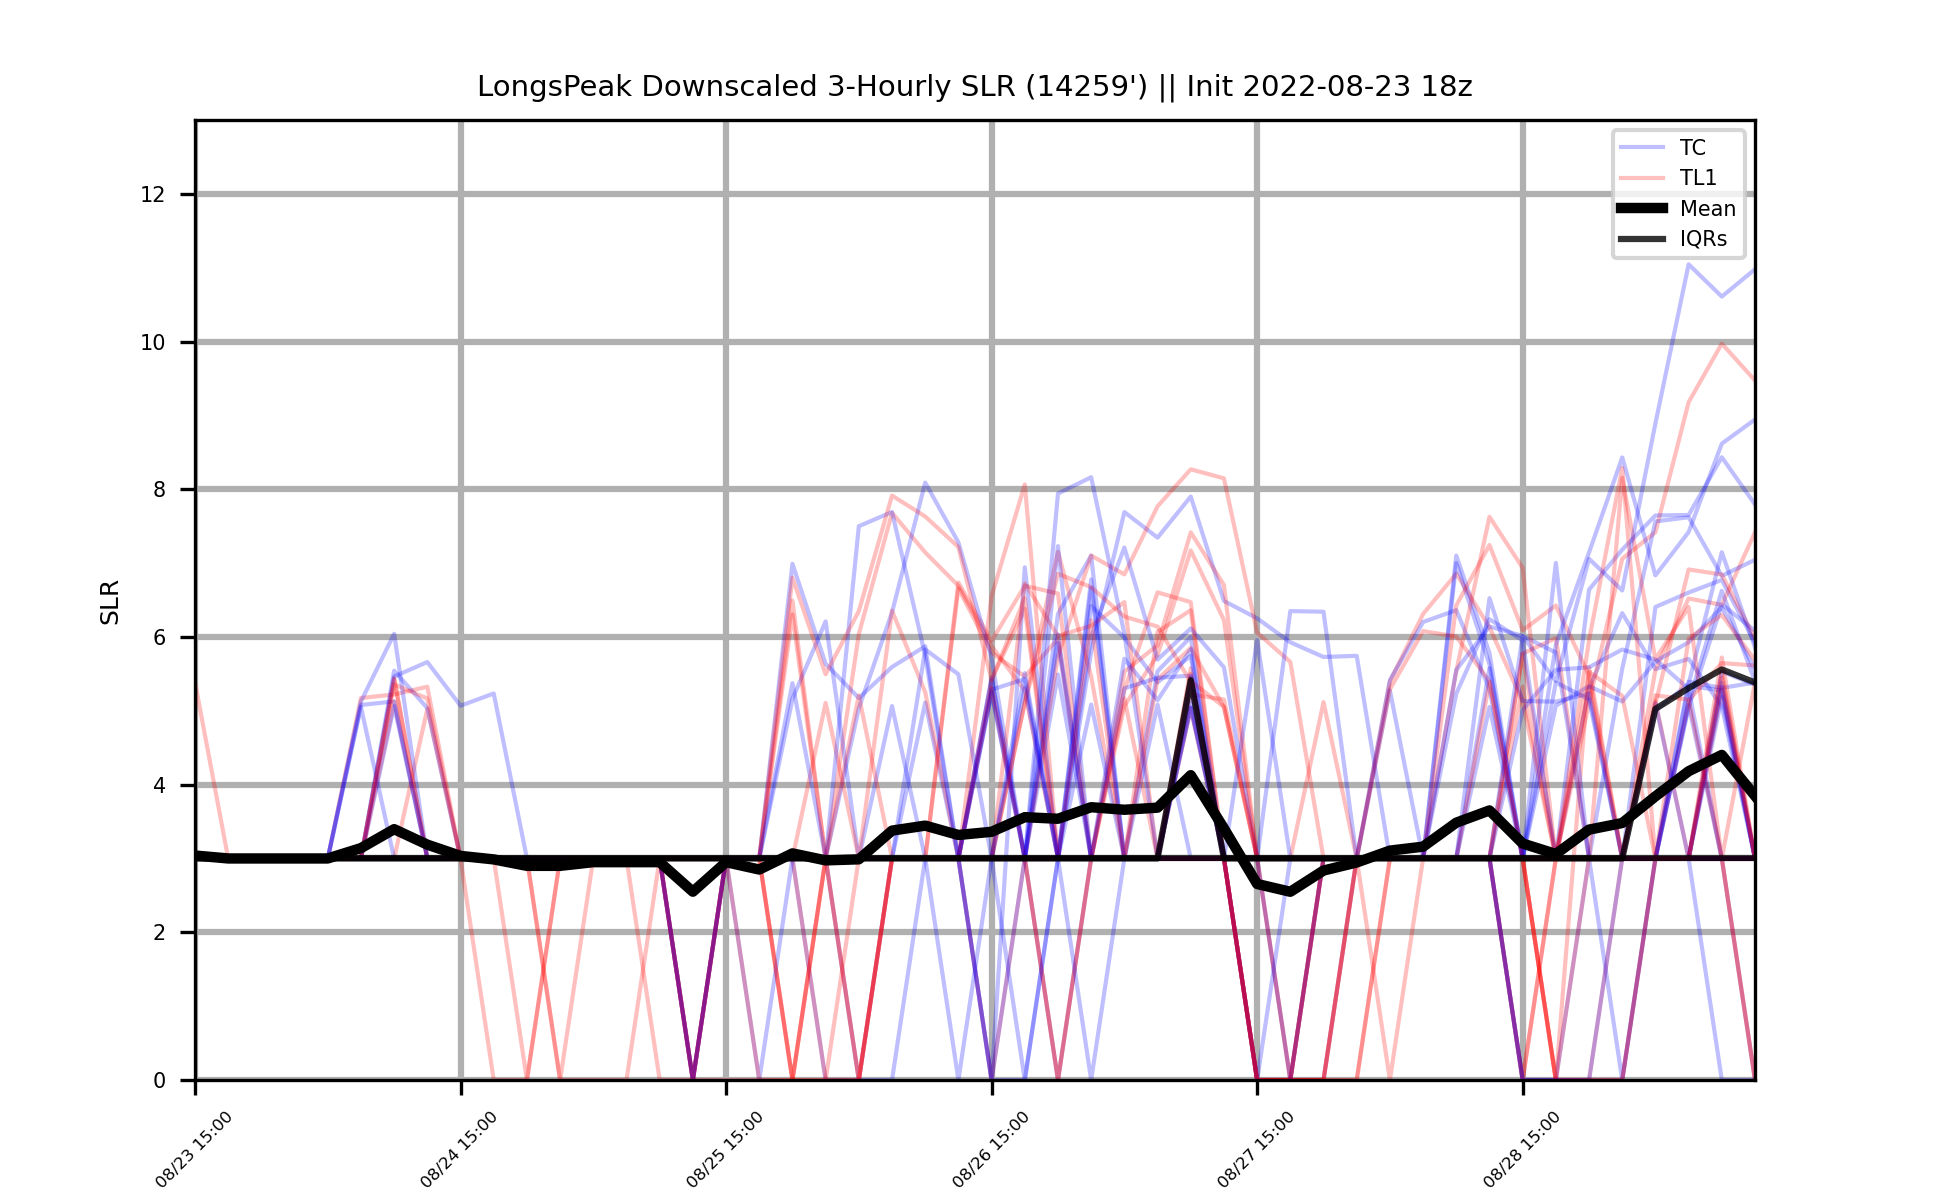 LongsPeak Downscaled 3-Hourly SLR (14259') || Init 2022-08-23 18z
TC
TL1
Mean
IQRs
SLR
12
10
8
6
4
2
0
08/23 15:00
08/24 15:00
08/25 15:00
08/26 15:00
08/27 15:00
08/28 15:00